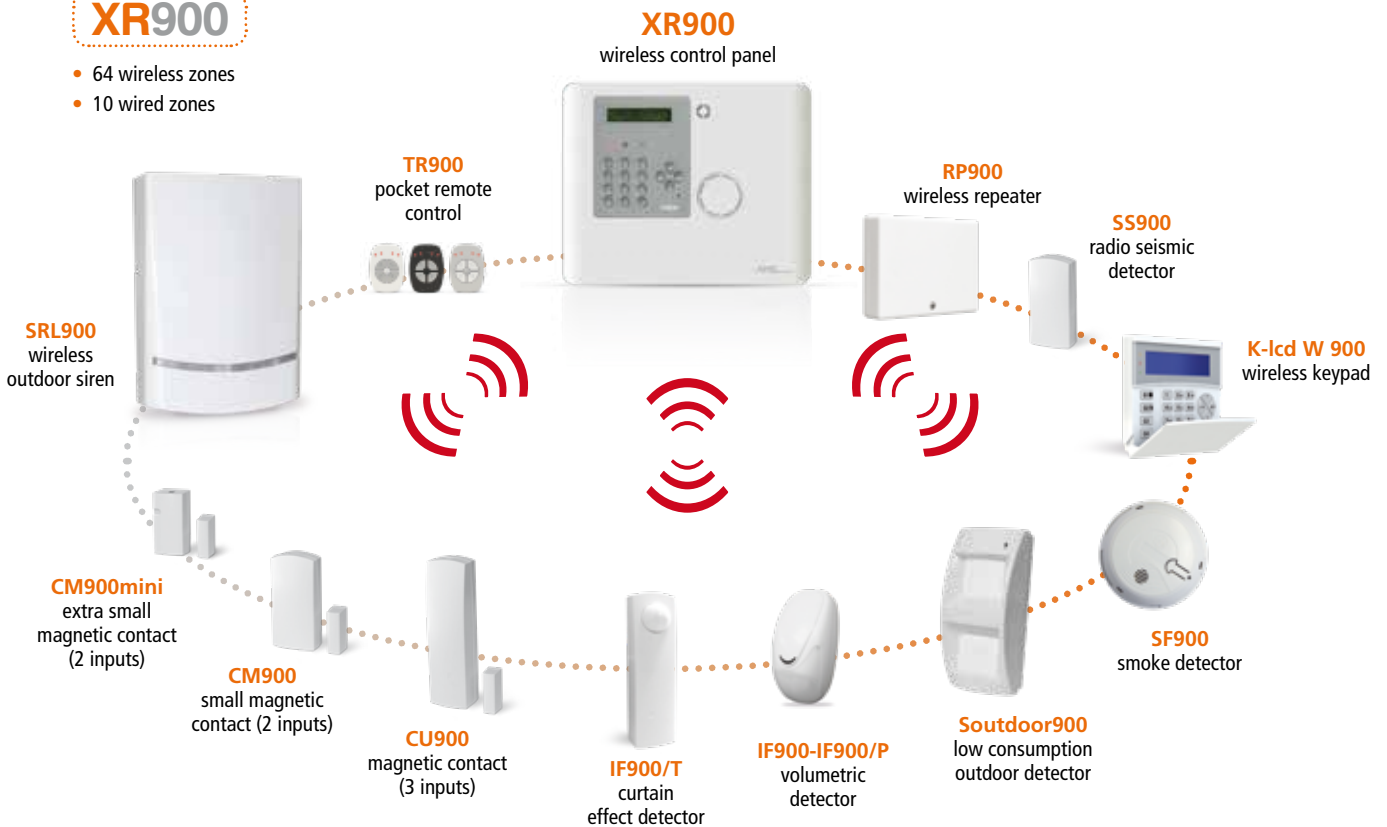 XR900
• 64 wireless zones
• 10 wired zones
XR900
wireless control panel
TR900
pocket remote
control
RP900
wireless repeater
SS900
radio seismic
detector
SRL900
wireless
outdoor siren
K-lcd W 900
wireless keypad
CM900mini
extra small
magnetic contact
(2 inputs)
CM900
small magnetic
contact (2 inputs)
CU900
magnetic contact
(3 inputs)
IF900/T
curtain
effect detector
IF900-IF900/P
volumetric
detector
Soutdoor900
low consumption
outdoor detector
SF900
smoke detector